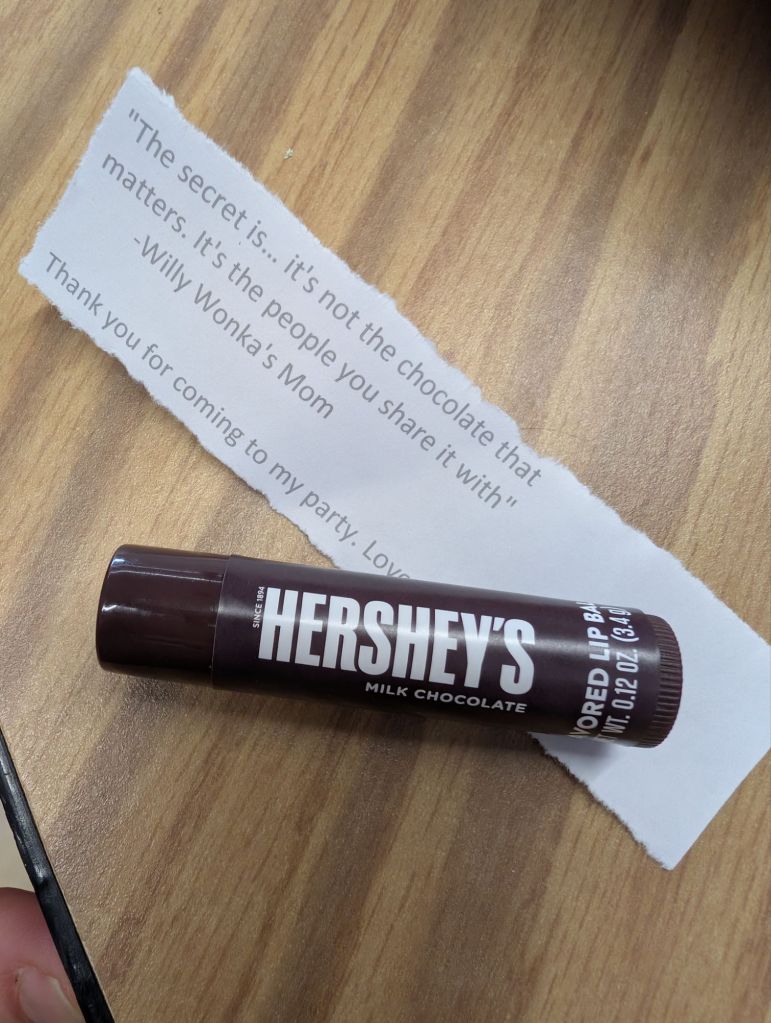 "The secret is... it's not the chocolate that
matters. It's the people you share it with"
-Willy Wonka's Mom
Thank you for coming to my party. Love
SINCE 1894
HERSHEY'S
MILK CHOCOLATE
LIP
WT. 0.12 OZ. (3.4